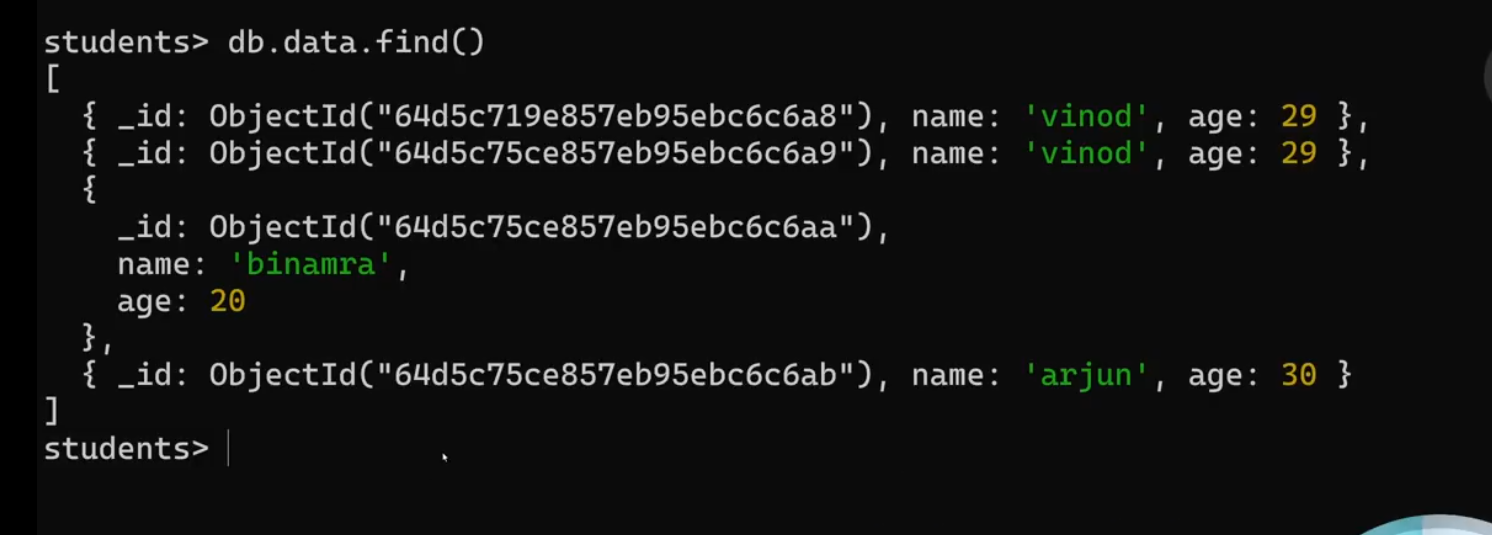 students> db.data.find()
[
  { _id: ObjectId("64d5c719e857eb95ebc6c6a8"), name: 'vinod', age: 29 },
  { _id: ObjectId("64d5c75ce857eb95ebc6c6a9"), name: 'vinod', age: 29 },
  {
    _id: ObjectId("64d5c75ce857eb95ebc6c6aa"),
    name: 'binamra',
    age: 20
  },
  { _id: ObjectId("64d5c75ce857eb95ebc6c6ab"), name: 'arjun', age: 30 }
]
students>